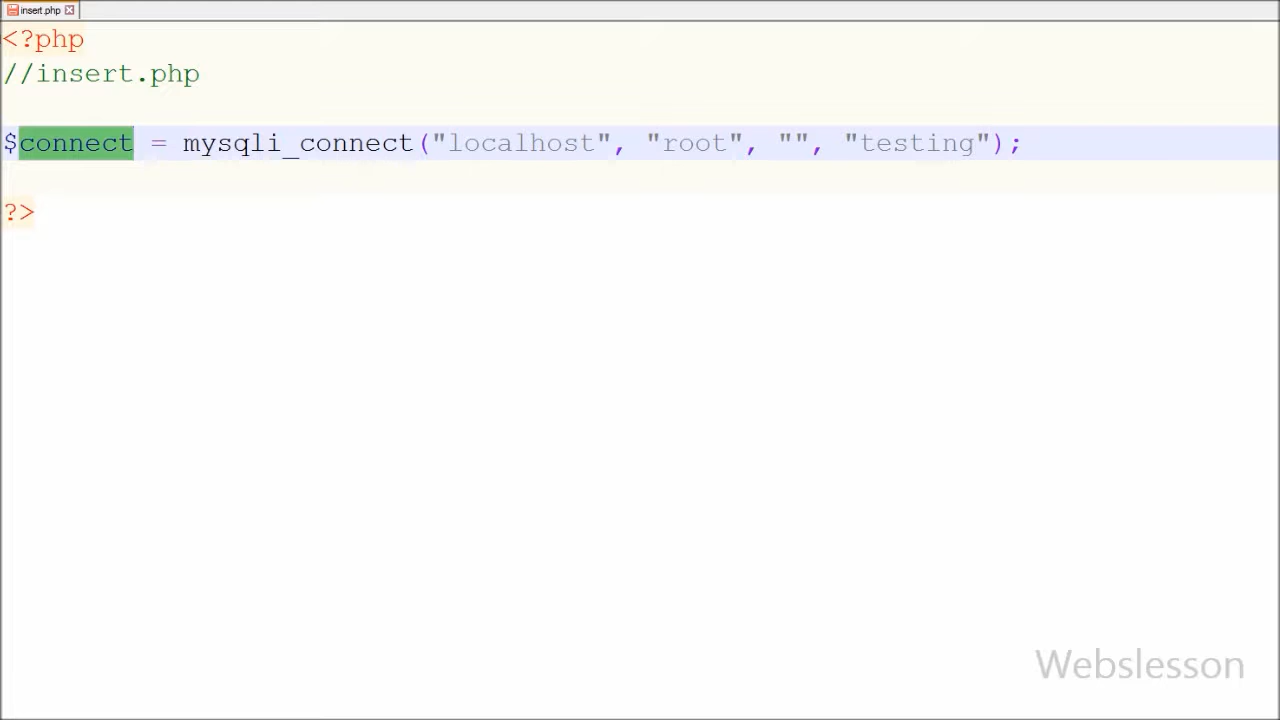 insert.php
<?php
//insert.php
$connect = mysqli_connect("localhost", "root", "", "testing");
?>
Webslesson